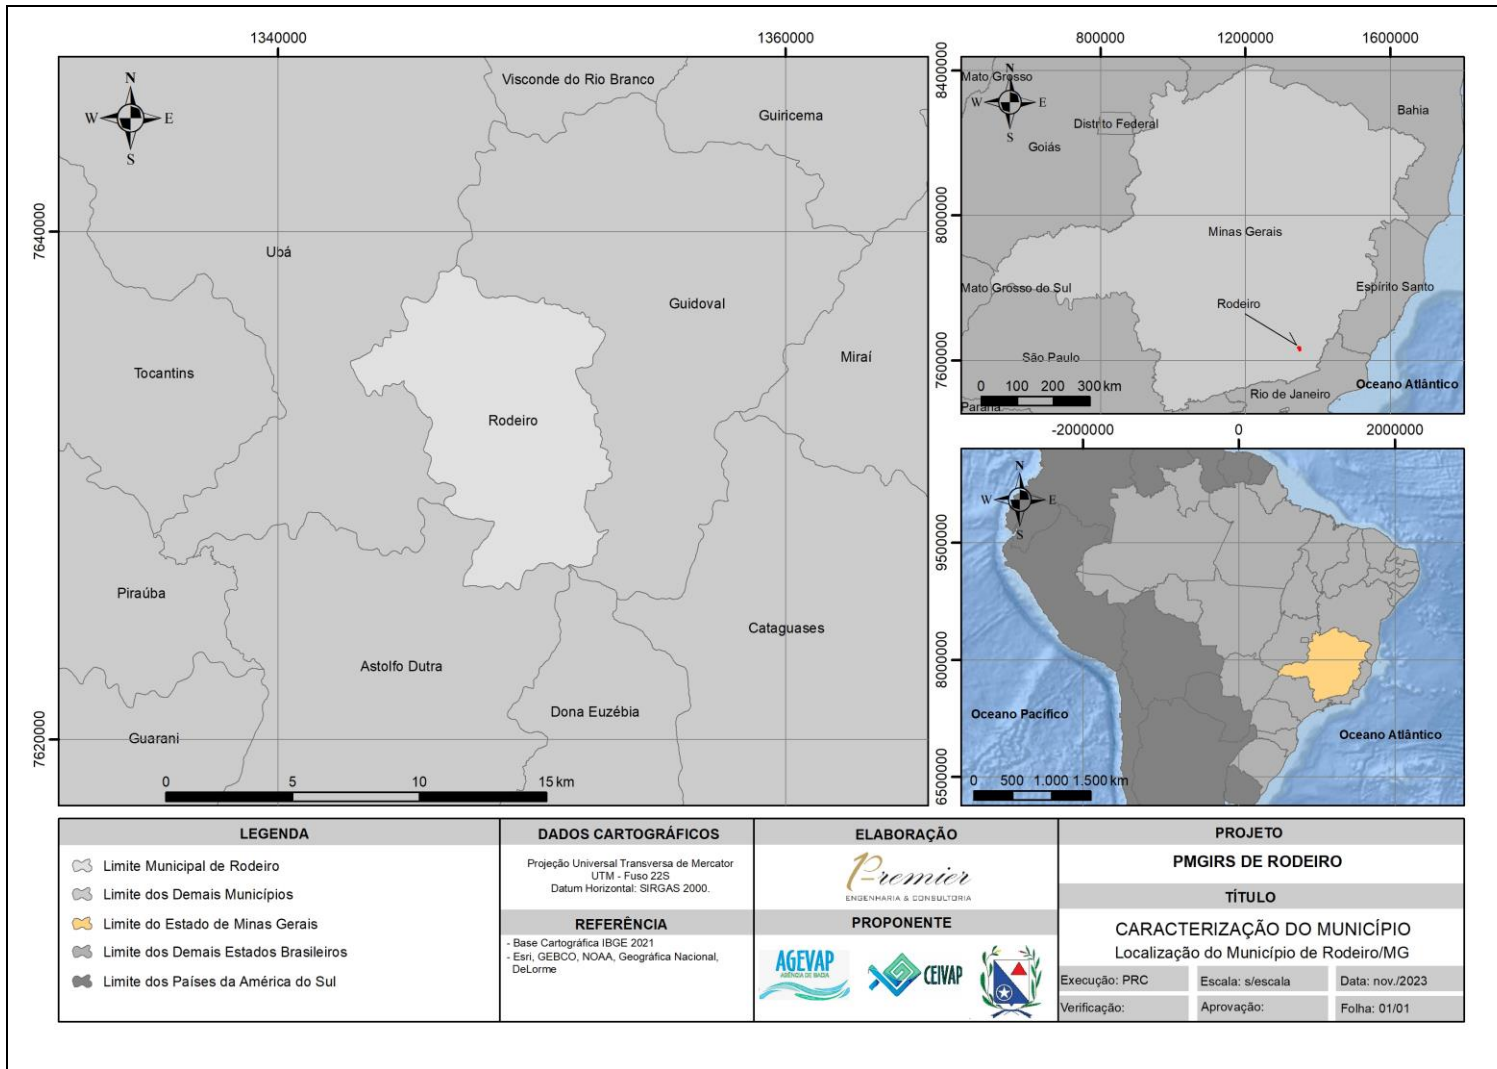 1340000
1360000
7640000
7620000
N
W
E
S
Visconde do Rio Branco
Guiricema
Ubá
Guidoval
Tocantins
Miraí
Rodeiro
Piraúba
Cataguases
Astolfo Dutra
Dona Euzébia
Guarani
0 5 10 15 km
800000
1200000
1600000
8400000
8000000
7600000
N
W
E
S
Mato Grosso
Bahia
Distrito Federal
Goiás
Minas Gerais
Mato Grosso do Sul
Espírito Santo
Rodeiro
São Paulo
Oceano Atlântico
Rio de Janeiro
Paraná
0 100 200 300 km
-2000000
0
2000000
9500000
8000000
6500000
N
W
E
S
Oceano Pacífico
Oceano Atlântico
0 500 1.000 1.500 km
LEGENDA
Limite Municipal de Rodeiro
Limite dos Demais Municípios
Limite do Estado de Minas Gerais
Limite dos Demais Estados Brasileiros
Limite dos Países da América do Sul
DADOS CARTOGRÁFICOS
Projeção Universal Transversa de Mercator
UTM - Fuso 22S
Datum Horizontal: SIRGAS 2000.
REFERÊNCIA
- Base Cartográfica IBGE 2021
- Esri, GEBCO, NOAA, Geográfica Nacional,
DeLorme
ELABORAÇÃO
Premier
ENGENHARIA & CONSULTORIA
PROPONENTE
AGEVAP
AGÊNCIA DE BACIA
CEIVAP
PROJETO
PMGIRS DE RODEIRO
TÍTULO
CARACTERIZAÇÃO DO MUNICÍPIO
Localização do Município de Rodeiro/MG
Execução: PRC
Escala: s/escala
Data: nov./2023
Verificação:
Aprovação:
Folha: 01/01